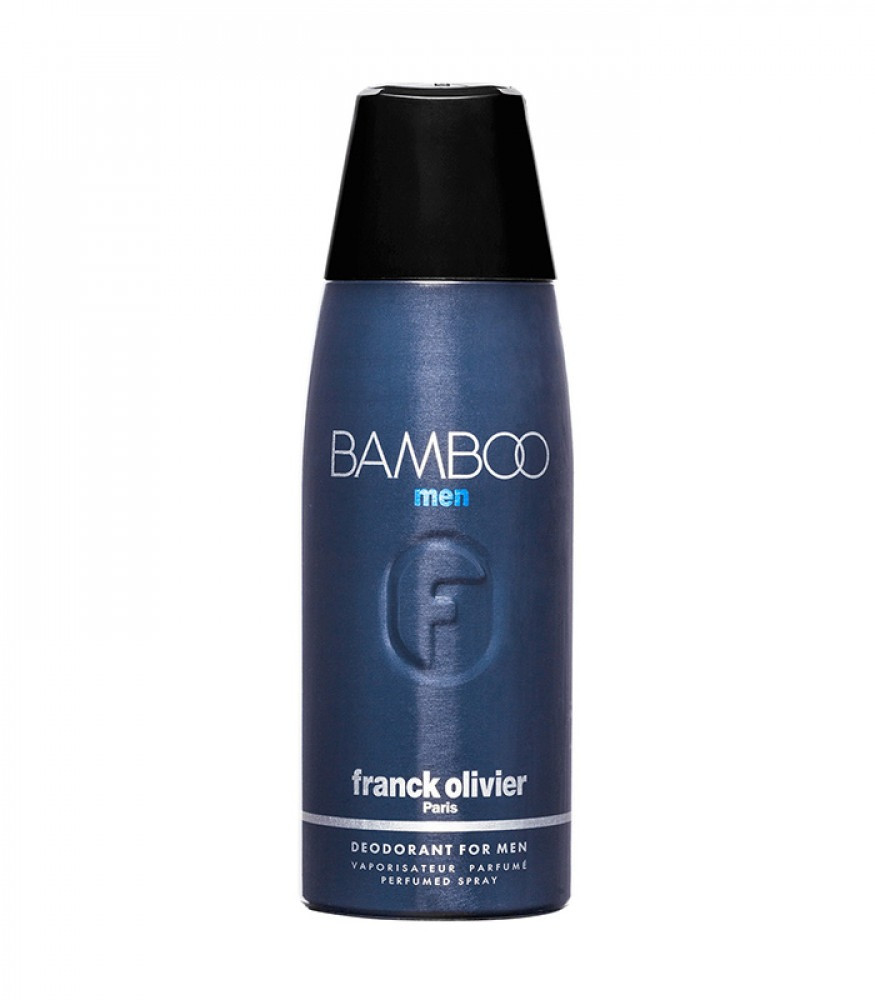 BAMBOO
men
F
franck olivier
Paris
DEODORANT FOR MEN
VAPORISATEUR PARFUMÉ
PERFUMED SPRAY